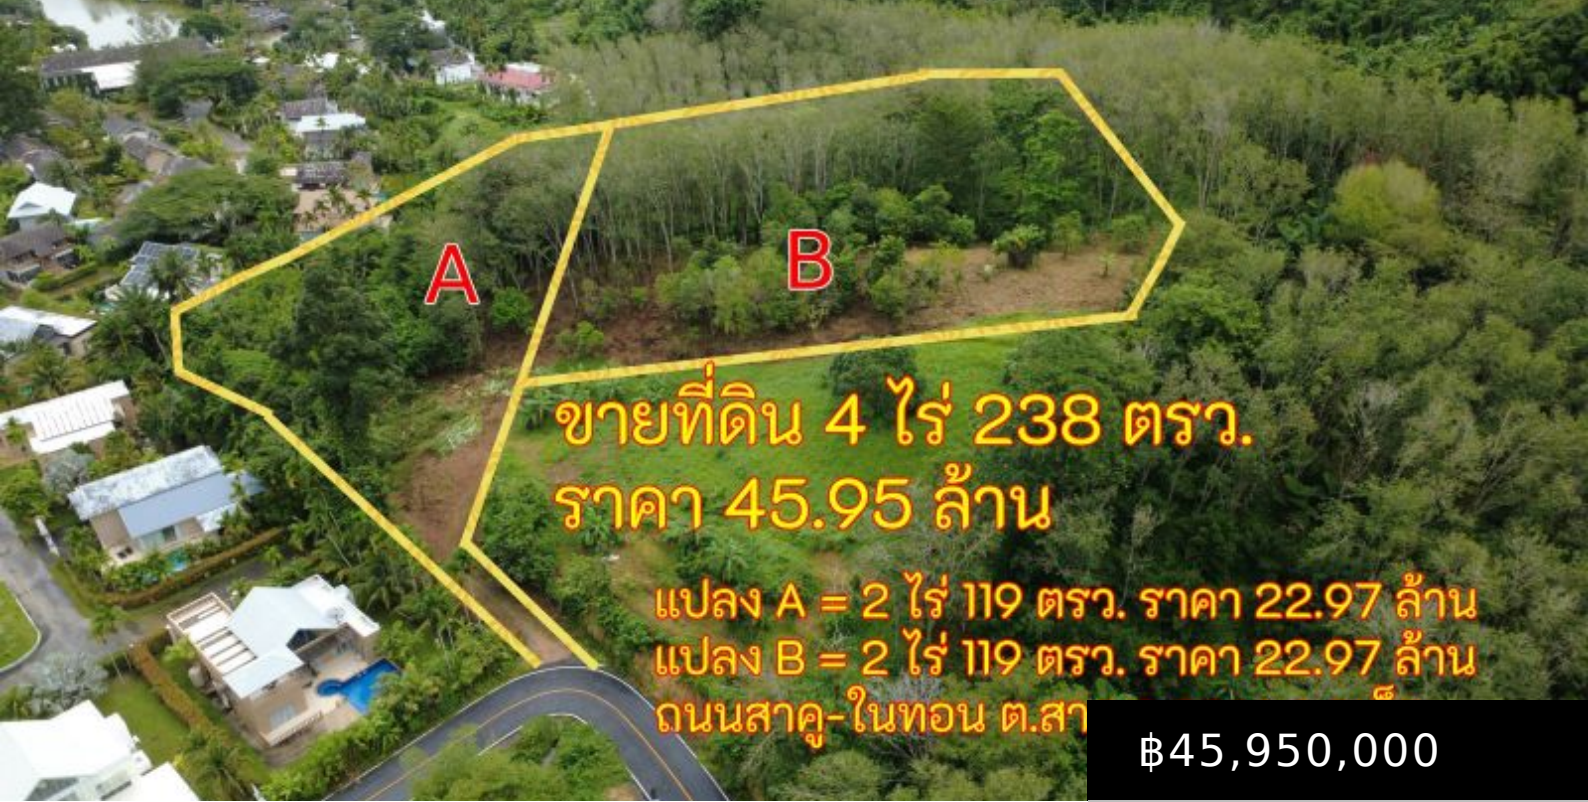 A
B
ขายที่ดิน 4 ไร่ 238 ตรว.
ราคา 45.95 ล้าน
แปลง A = 2 ไร่ 119 ตรว. ราคา 22.97 ล้าน
แปลง B = 2 ไร่ 119 ตรว. ราคา 22.97 ล้าน
ถนนสาคู-ในทอน
฿45,950,000